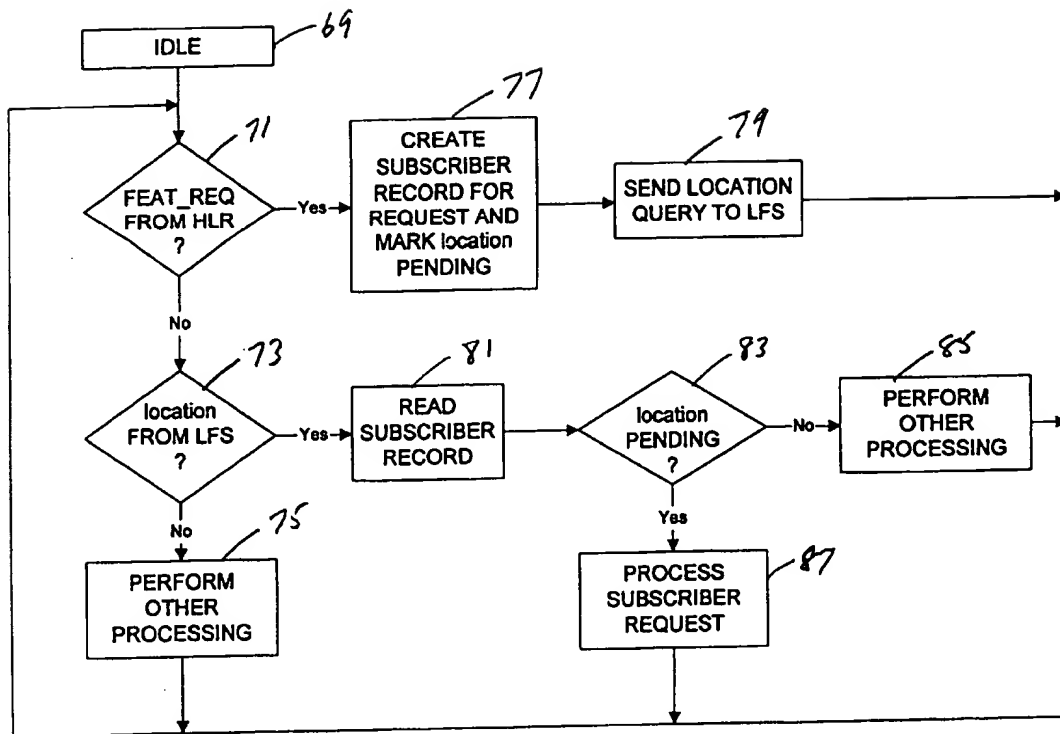 IDLE
69
71
FEAT_REQ
FROM HLR
?
Yes
77
CREATE
SUBSCRIBER
RECORD FOR
REQUEST AND
MARK location
PENDING
79
SEND LOCATION
QUERY TO LFS
No
73
location
FROM LFS
?
Yes
81
READ
SUBSCRIBER
RECORD
83
location
PENDING
?
No
85
PERFORM
OTHER
PROCESSING
No
75
PERFORM
OTHER
PROCESSING
Yes
87
PROCESS
SUBSCRIBER
REQUEST